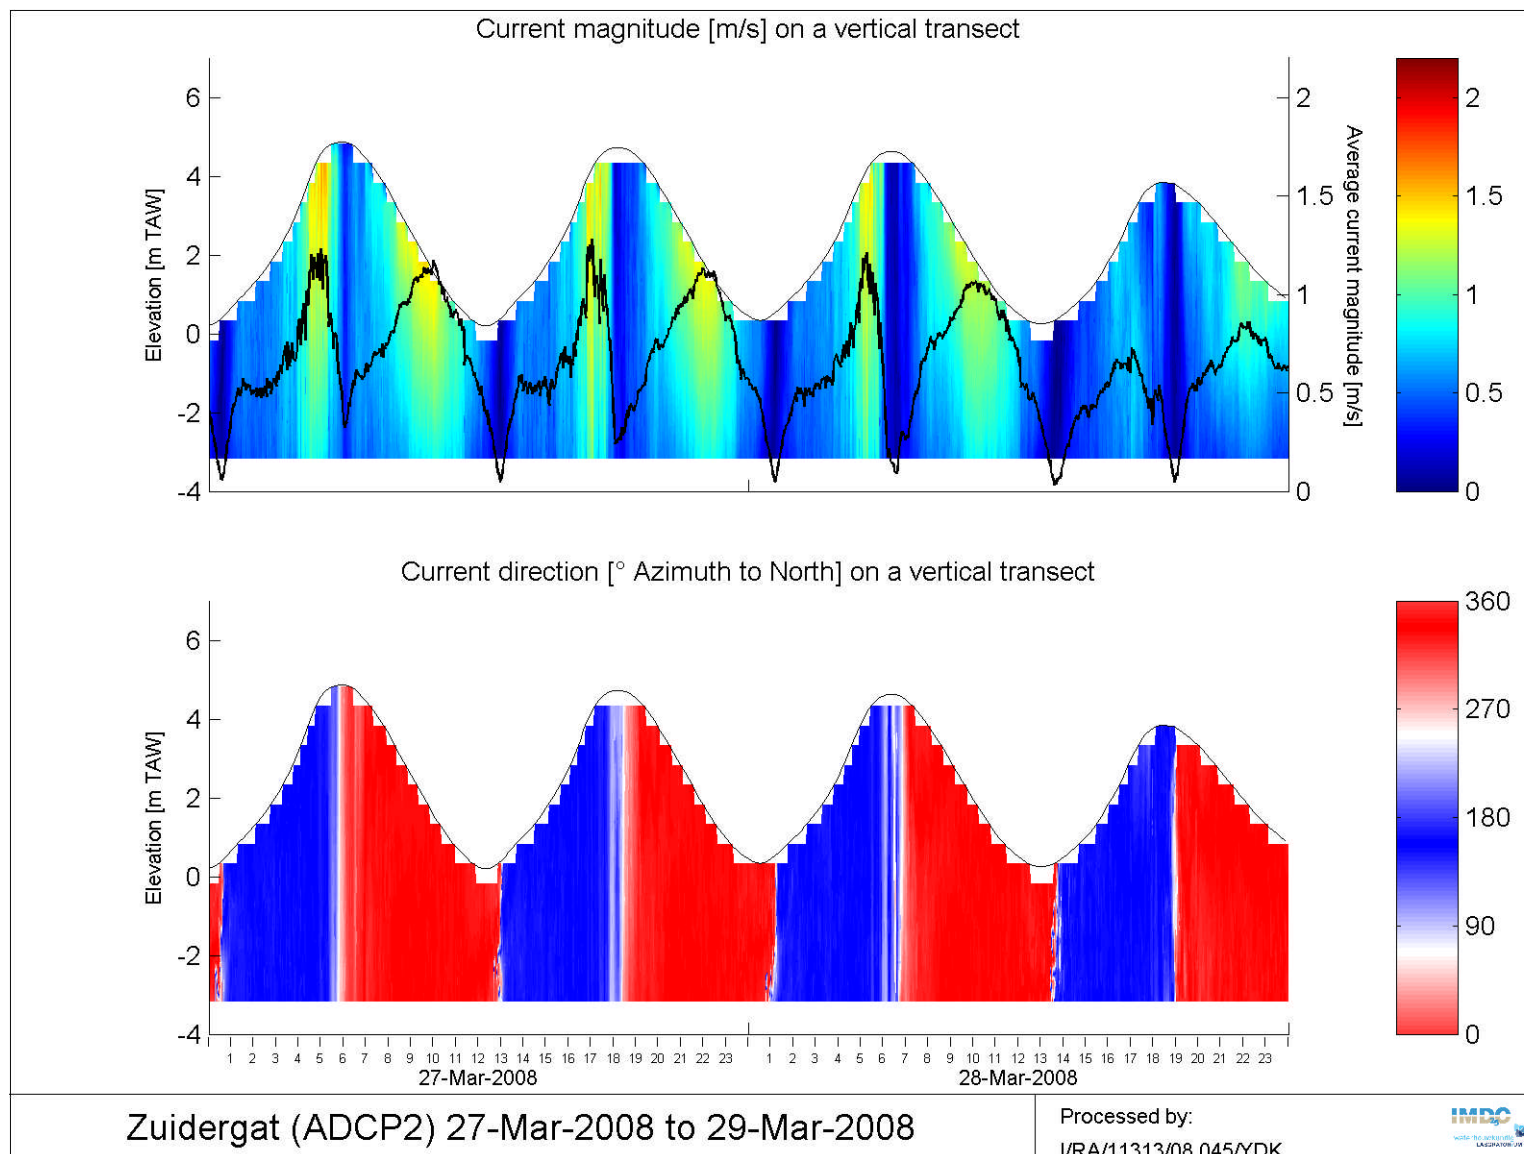 Current magnitude [m/s] on a vertical transect
6
4
2
0
-2
-4
Elevation [m TAW]
2
1.5
1
0.5
0
Average current magnitude [m/s]
2
1.5
1
0.5
0
Current direction [° Azimuth to North] on a vertical transect
6
4
2
0
-2
-4
Elevation [m TAW]
360
270
180
90
0
1 2 3 4 5 6 7 8 9 10 11 12 13 14 15 16 17 18 19 20 21 22 23 1 2 3 4 5 6 7 8 9 10 11 12 13 14 15 16 17 18 19 20 21 22 23
27-Mar-2008 28-Mar-2008
Zuidergat (ADCP2) 27-Mar-2008 to 29-Mar-2008
Processed by:
I/RA/11313/08.045/YDK
IMDC
LABORATORIUM